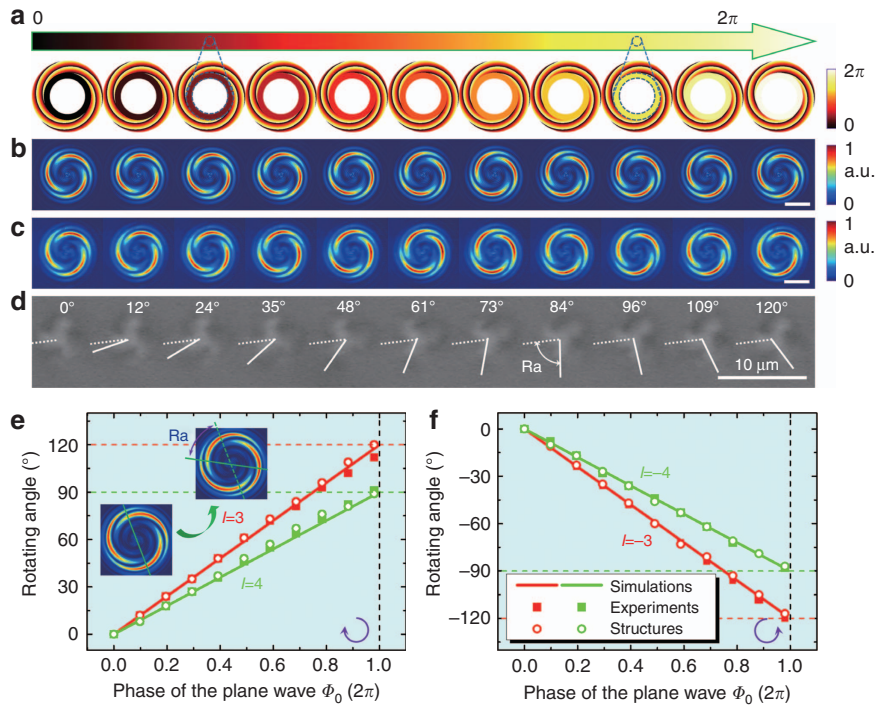 a 0 2π
2π
0
b 1
a.u.
0
c 1
a.u.
0
d 0° 12° 24° 35° 48° 61° 73° 84° 96° 109° 120°
Ra
10 μm
e
Rotating angle (°)
120
90
60
30
0
Ra
l=3
l=4
0.0 0.2 0.4 0.6 0.8 1.0
Phase of the plane wave Φ0 (2π)
f
Rotating angle (°)
0
−30
−60
−90
−120
l=−4
l=−3
Simulations
Experiments
Structures
0.0 0.2 0.4 0.6 0.8 1.0
Phase of the plane wave Φ0 (2π)